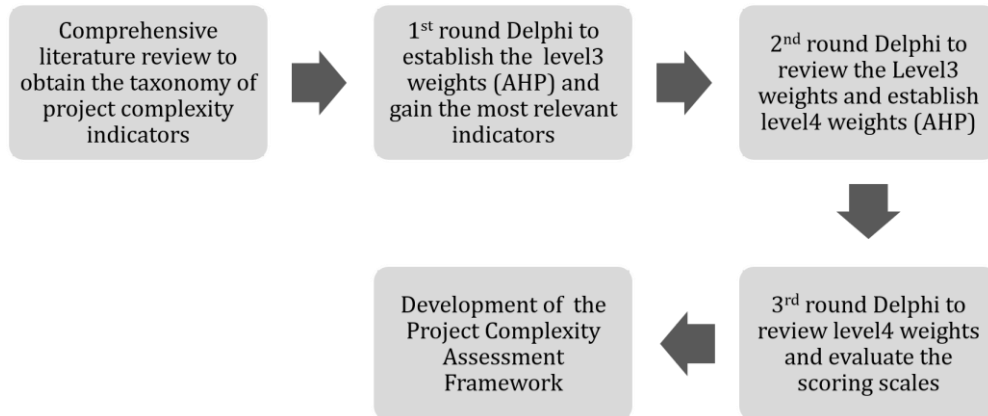 Comprehensive
literature review to
obtain the taxonomy of
project complexity
indicators
1st round Delphi to
establish the level3
weights (AHP) and
gain the most relevant
indicators
2nd round Delphi to
review the Level3
weights and establish
level4 weights (AHP)
3rd round Delphi to
review level4 weights
and evaluate the
scoring scales
Development of the
Project Complexity
Assessment
Framework